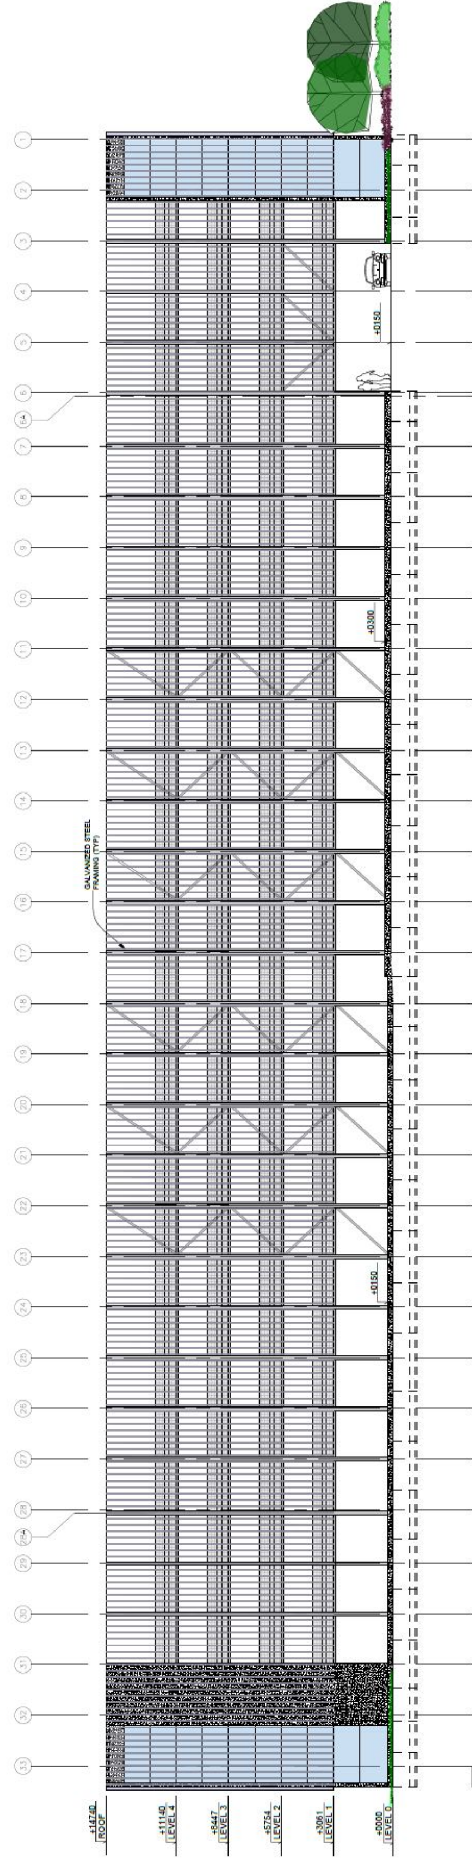 33 32 31 30 29 28A 28 27 26 25 24 23 22 21 20 19 18 17 16 15 14 13 12 11 10 9 8 7 6A 6 5 4 3 2 1
GALVANIZED STEEL
FRAMING (TYP)
+14740
ROOF
+11140
LEVEL 4
+8447
LEVEL 3
+5754
LEVEL 2
+3061
LEVEL 1
+0150
+0300
+0150
+0000
LEVEL 0